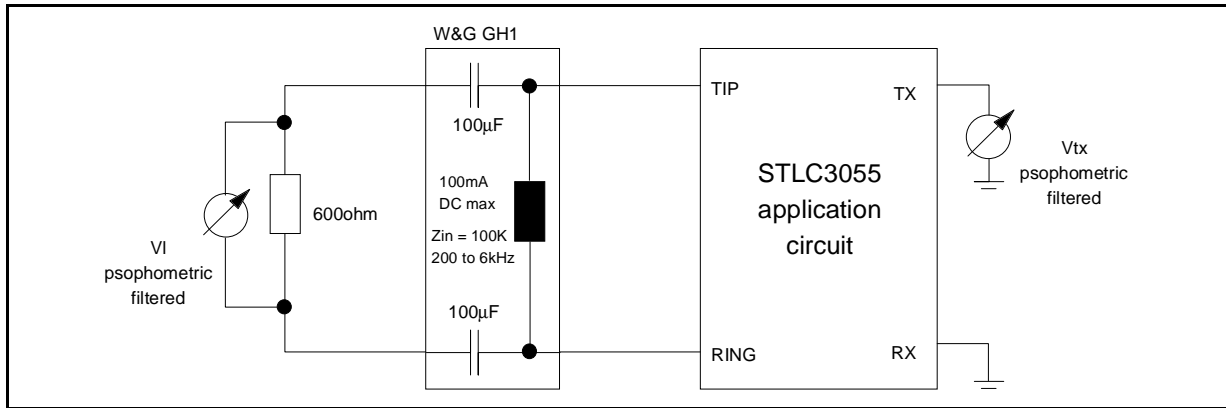 W&G GH1
100μF
TIP
TX
Vtx
psophometric
filtered
STLC3055
application
circuit
100mA
DC max
Zin = 100K
200 to 6kHz
600ohm
Vl
psophometric
filtered
100μF
RING
RX